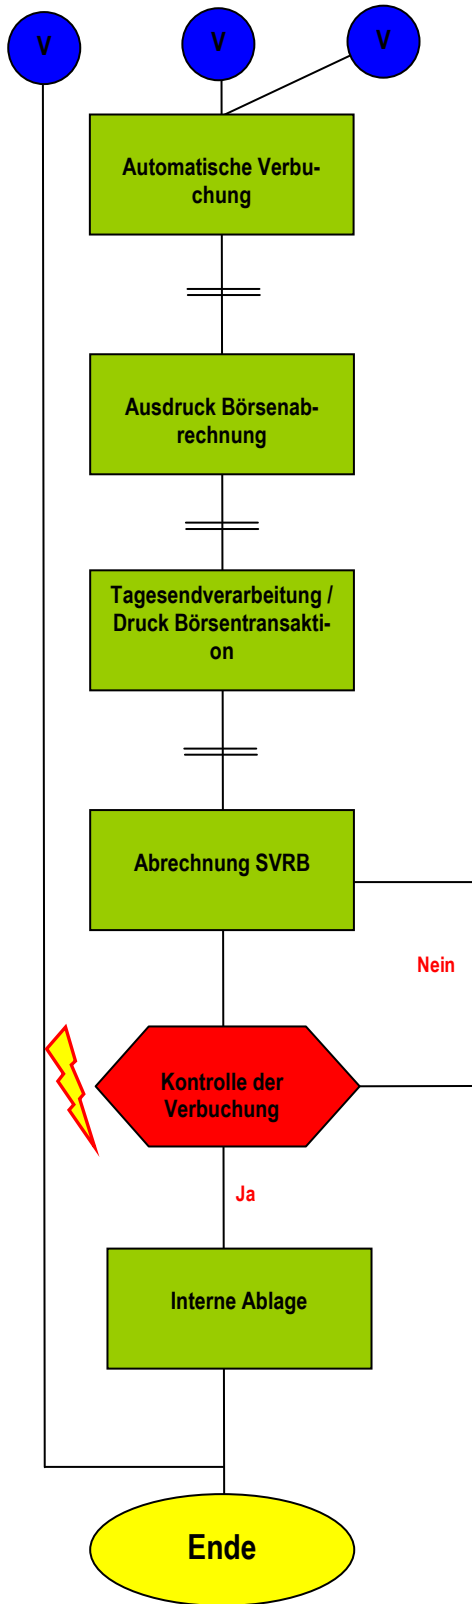 V
V
V
Automatische Verbu-
chung
Ausdruck Börsenab-
rechnung
Tagesendverarbeitung /
Druck Börsentransakti-
on
Abrechnung SVRB
Nein
Kontrolle der
Verbuchung
Ja
Interne Ablage
Ende